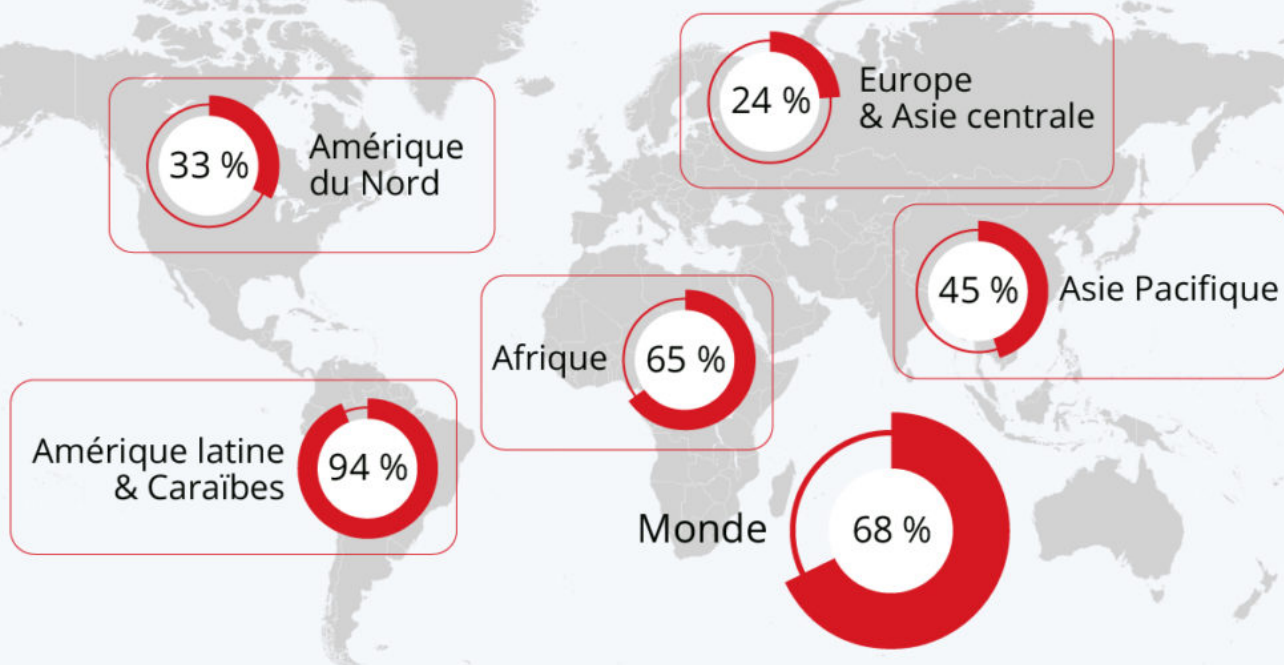 33 %
Amérique
du Nord
24 %
Europe
& Asie centrale
45 %
Asie Pacifique
Afrique
65 %
Amérique latine
& Caraïbes
94 %
Monde
68 %